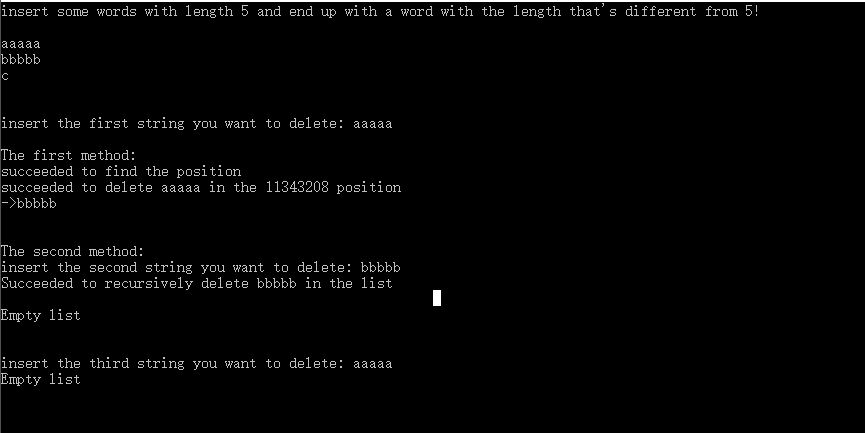 insert some words with length 5 and end up with a word with the length that's different from 5!
aaaaa
bbbbb
c
insert the first string you want to delete: aaaaa
The first method:
succeeded to find the position
succeeded to delete aaaaa in the 11343208 position
->bbbbb
The second method:
insert the second string you want to delete: bbbbb
Succeeded to recursively delete bbbbb in the list
Empty list
insert the third string you want to delete: aaaaa
Empty list